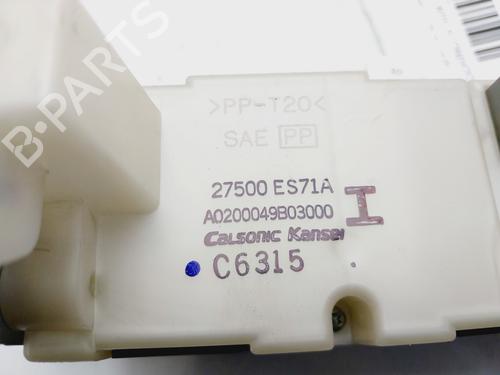 >PP-T20<
SAE PP
27500 ES71A
A0200049B03000
I
CALSONIC KANSEI
C6315
B-PARTS